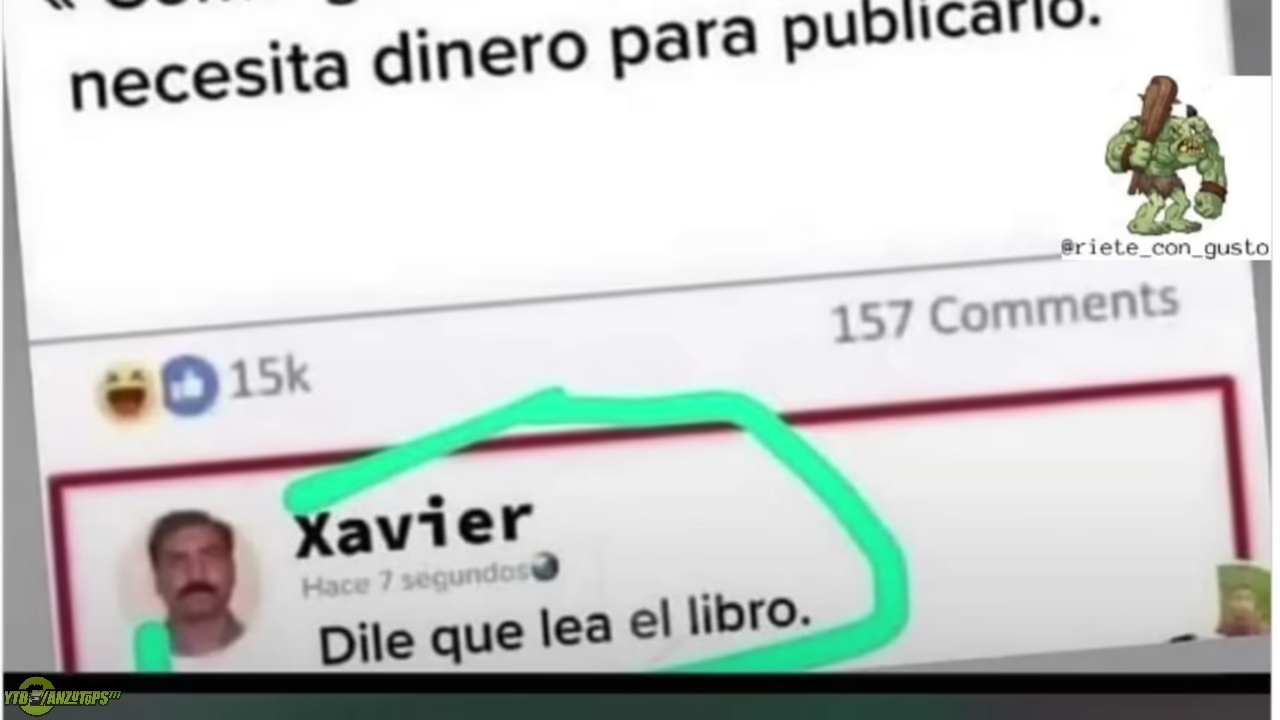 necesita dinero para publicarlo.
@riete_con_gusto
157 Comments
15k
Xavier
Hace 7 segundos
Dile que lea el libro.